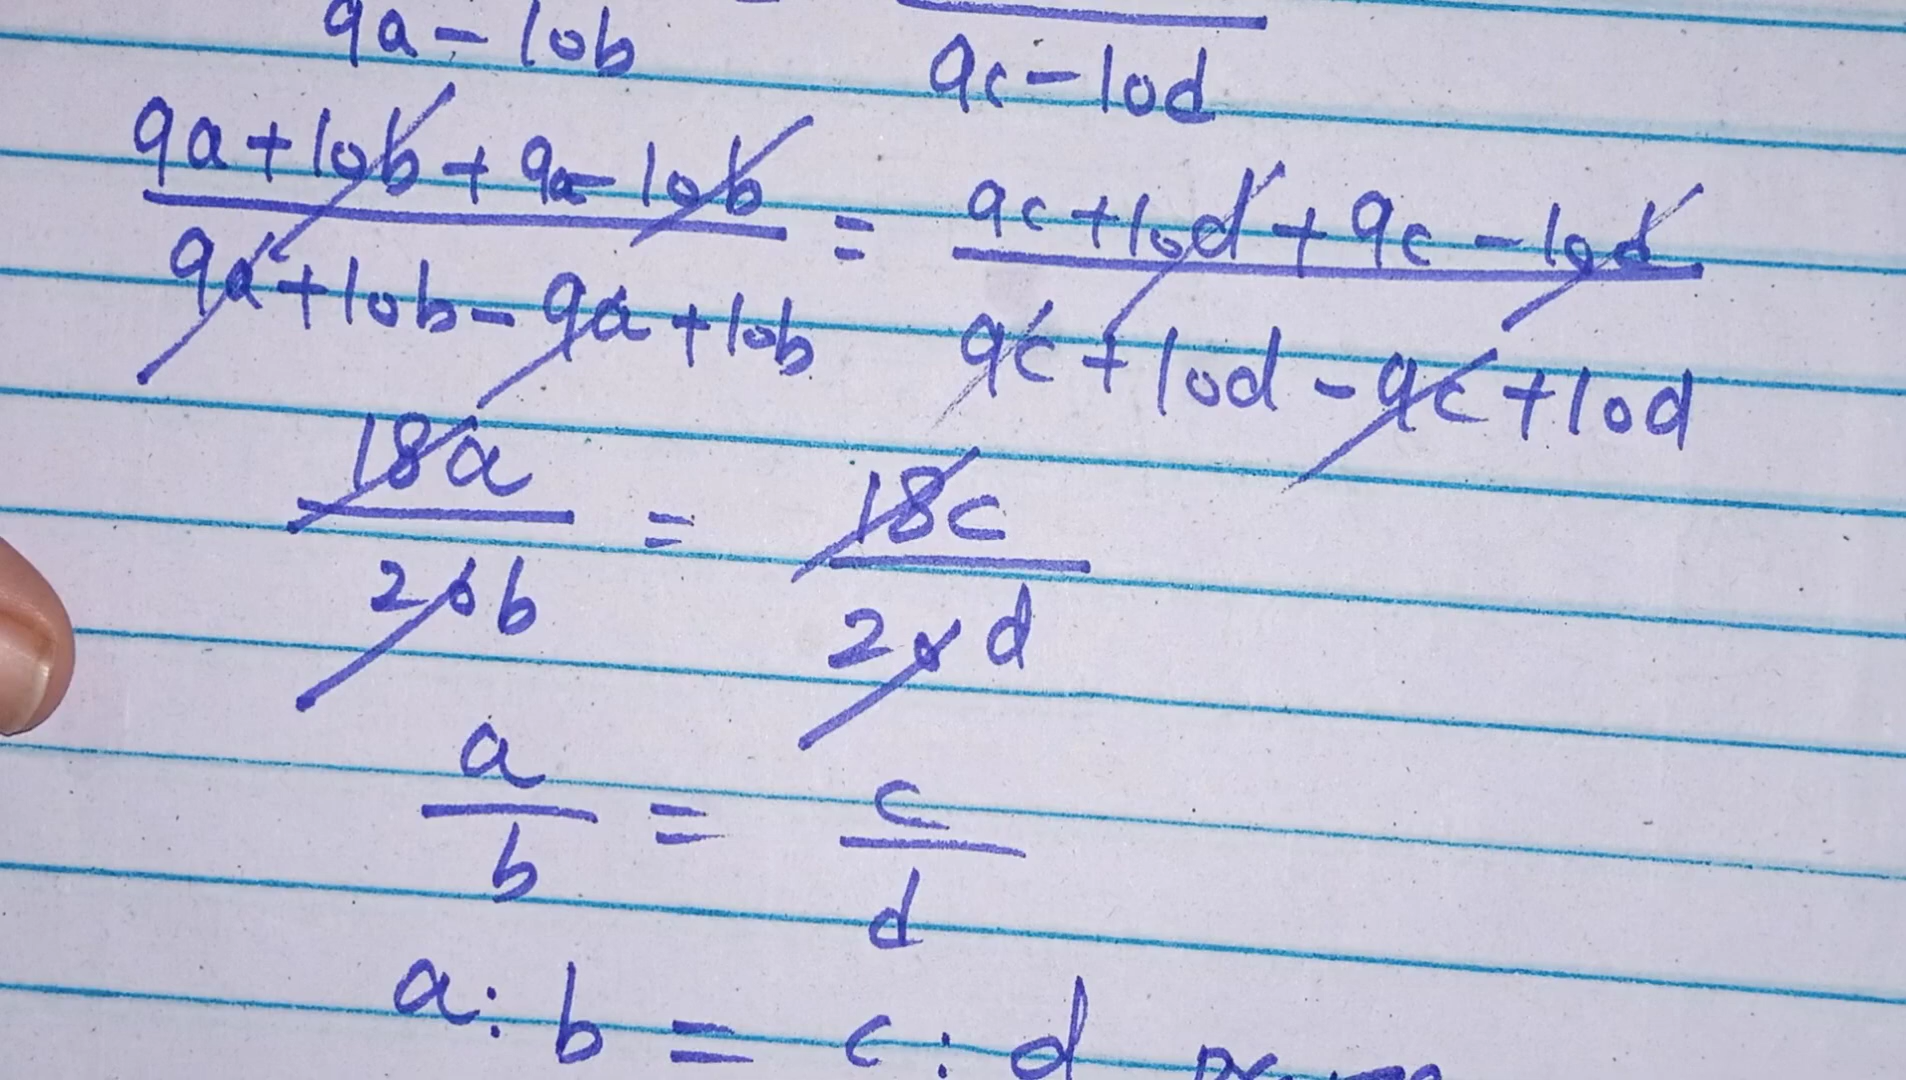 9a - 10b    9c - 10d
9a + 10b + 9a - 10b = 9c + 10d + 9c - 10d
9a + 10b - 9a + 10b    9c + 10d - 9c + 10d
18a = 18c
20b    20d
a = c
b    d
a : b = c : d